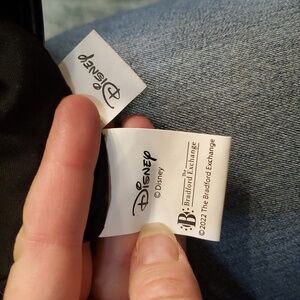 Disney
Disney
© Disney
B
The
Bradford Exchange
© 2022 The Bradford Exchange